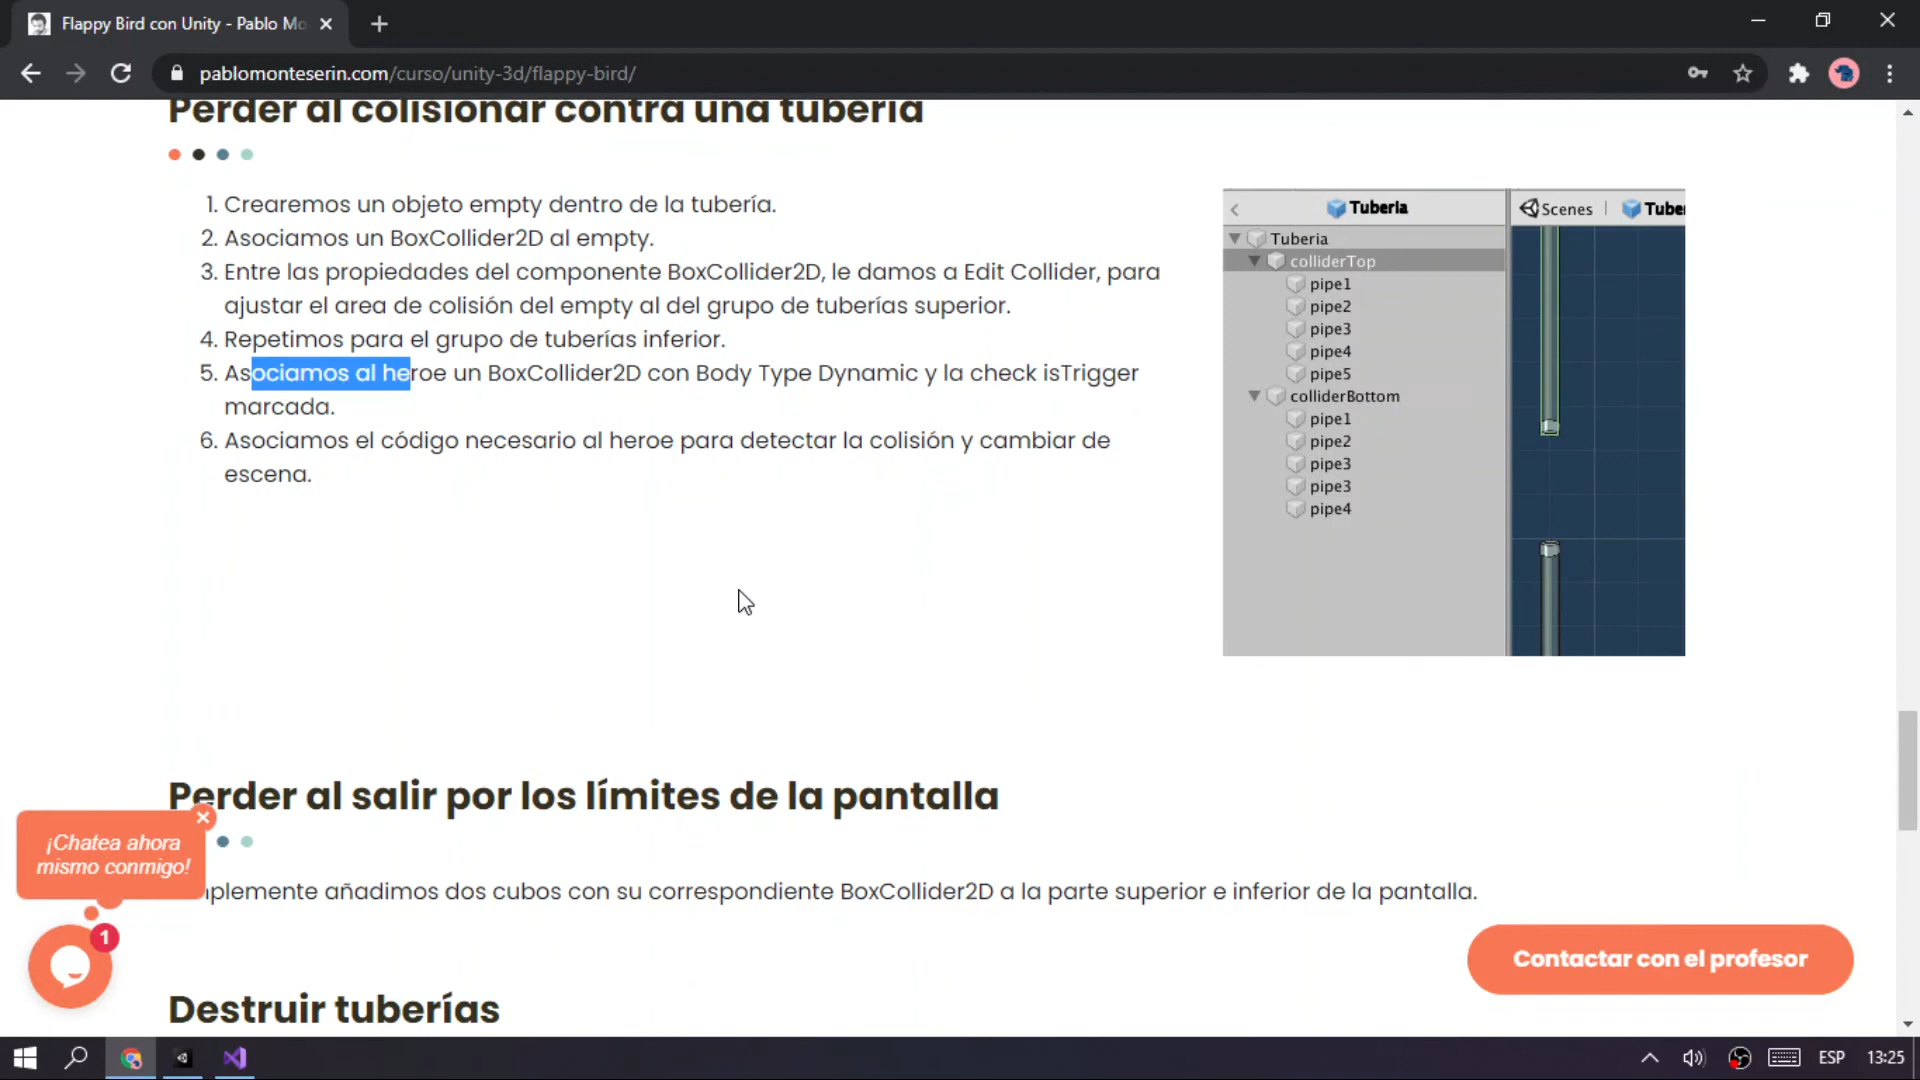 Flappy Bird con Unity - Pablo Mo
pablomonteserin.com/curso/unity-3d/flappy-bird/
Perder al colisionar contra una tubería
1. Crearemos un objeto empty dentro de la tubería.
2. Asociamos un BoxCollider2D al empty.
3. Entre las propiedades del componente BoxCollider2D, le damos a Edit Collider, para
ajustar el area de colisión del empty al del grupo de tuberías superior.
4. Repetimos para el grupo de tuberías inferior.
5. Asociamos al heroe un BoxCollider2D con Body Type Dynamic y la check isTrigger
marcada.
6. Asociamos el código necesario al heroe para detectar la colisión y cambiar de
escena.
Tuberia
Scenes
Tuber
Tuberia
colliderTop
pipe1
pipe2
pipe3
pipe4
pipe5
colliderBottom
pipe1
pipe2
pipe3
pipe3
pipe4
Perder al salir por los límites de la pantalla
mplemente añadimos dos cubos con su correspondiente BoxCollider2D a la parte superior e inferior de la pantalla.
¡Chatea ahora
mismo conmigo!
1
Contactar con el profesor
Destruir tuberías
ESP
13:25